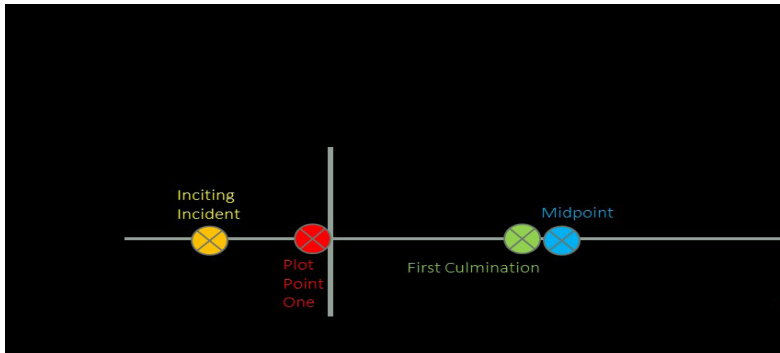 Inciting
Incident
Midpoint
Plot
Point
One
First Culmination